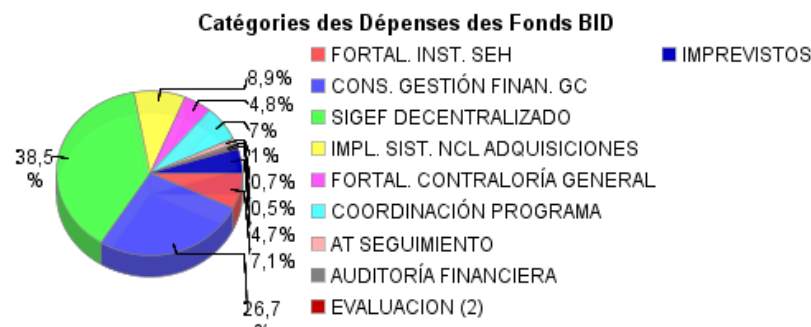 Catégories des Dépenses des Fonds BID
FORTAL. INST. SEH
IMPREVISTOS
CONS. GESTIÓN FINAN. GC
SIGEF DECENTRALIZADO
IMPL. SIST. NCL ADQUISICIONES
FORTAL. CONTRALORÍA GENERAL
COORDINACIÓN PROGRAMA
AT SEGUIMIENTO
AUDITORÍA FINANCIERA
EVALUACION (2)
8,9%
4,8%
7%
1%
0,7%
0,5%
4,7%
7,1%
26,7
%
38,5
%